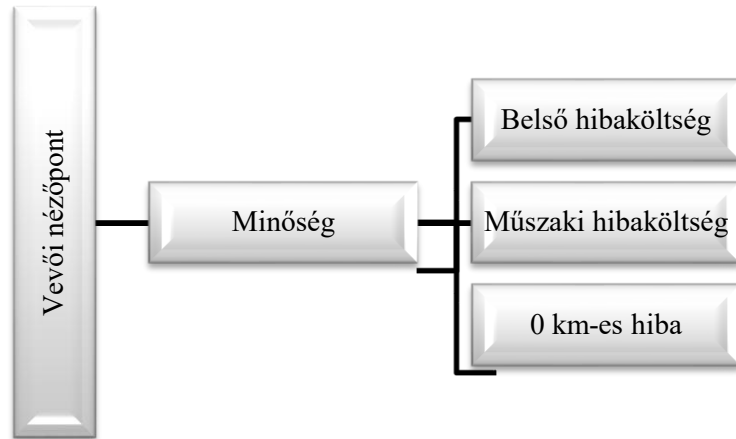 Vevői nézőpont
Minőség
Belső hibaköltség
Műszaki hibaköltség
0 km-es hiba